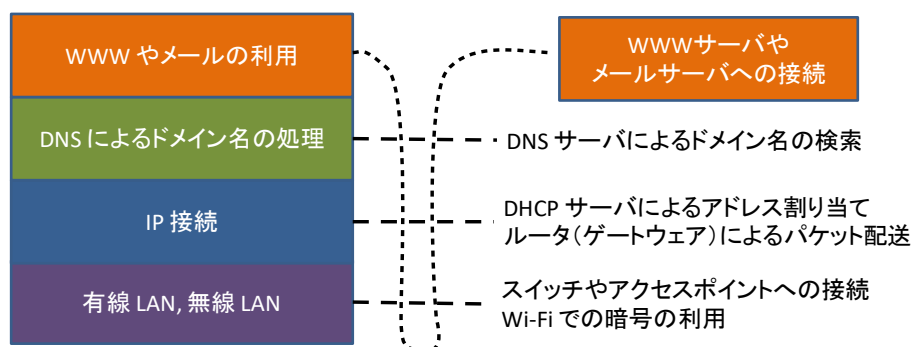 WWW やメールの利用
WWWサーバや
メールサーバへの接続
DNS によるドメイン名の処理
DNS サーバによるドメイン名の検索
IP 接続
DHCP サーバによるアドレス割り当て
ルータ（ゲートウェア）によるパケット配送
有線 LAN, 無線 LAN
スイッチやアクセスポイントへの接続
Wi-Fi での暗号の利用